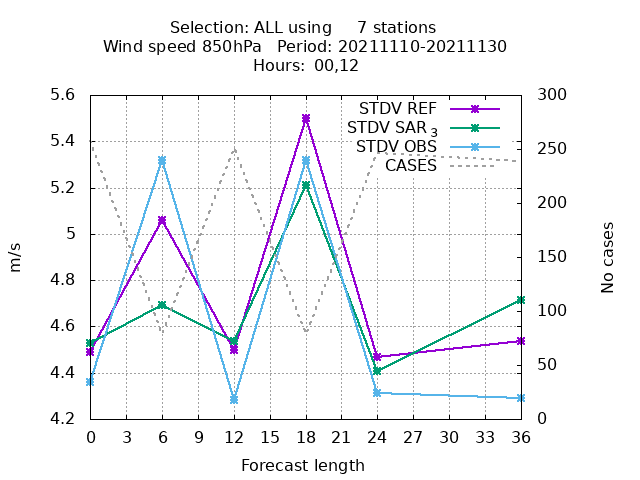 Selection: ALL using     7 stations
Wind speed 850hPa   Period: 20211110-20211130
Hours:  00,12
5.6
5.4
5.2
5
4.8
4.6
4.4
4.2
m/s
STDV REF
STDV SAR 3
STDV OBS
CASES
300
250
200
150
100
50
0
No cases
0 3 6 9 12 15 18 21 24 27 30 33 36
Forecast length